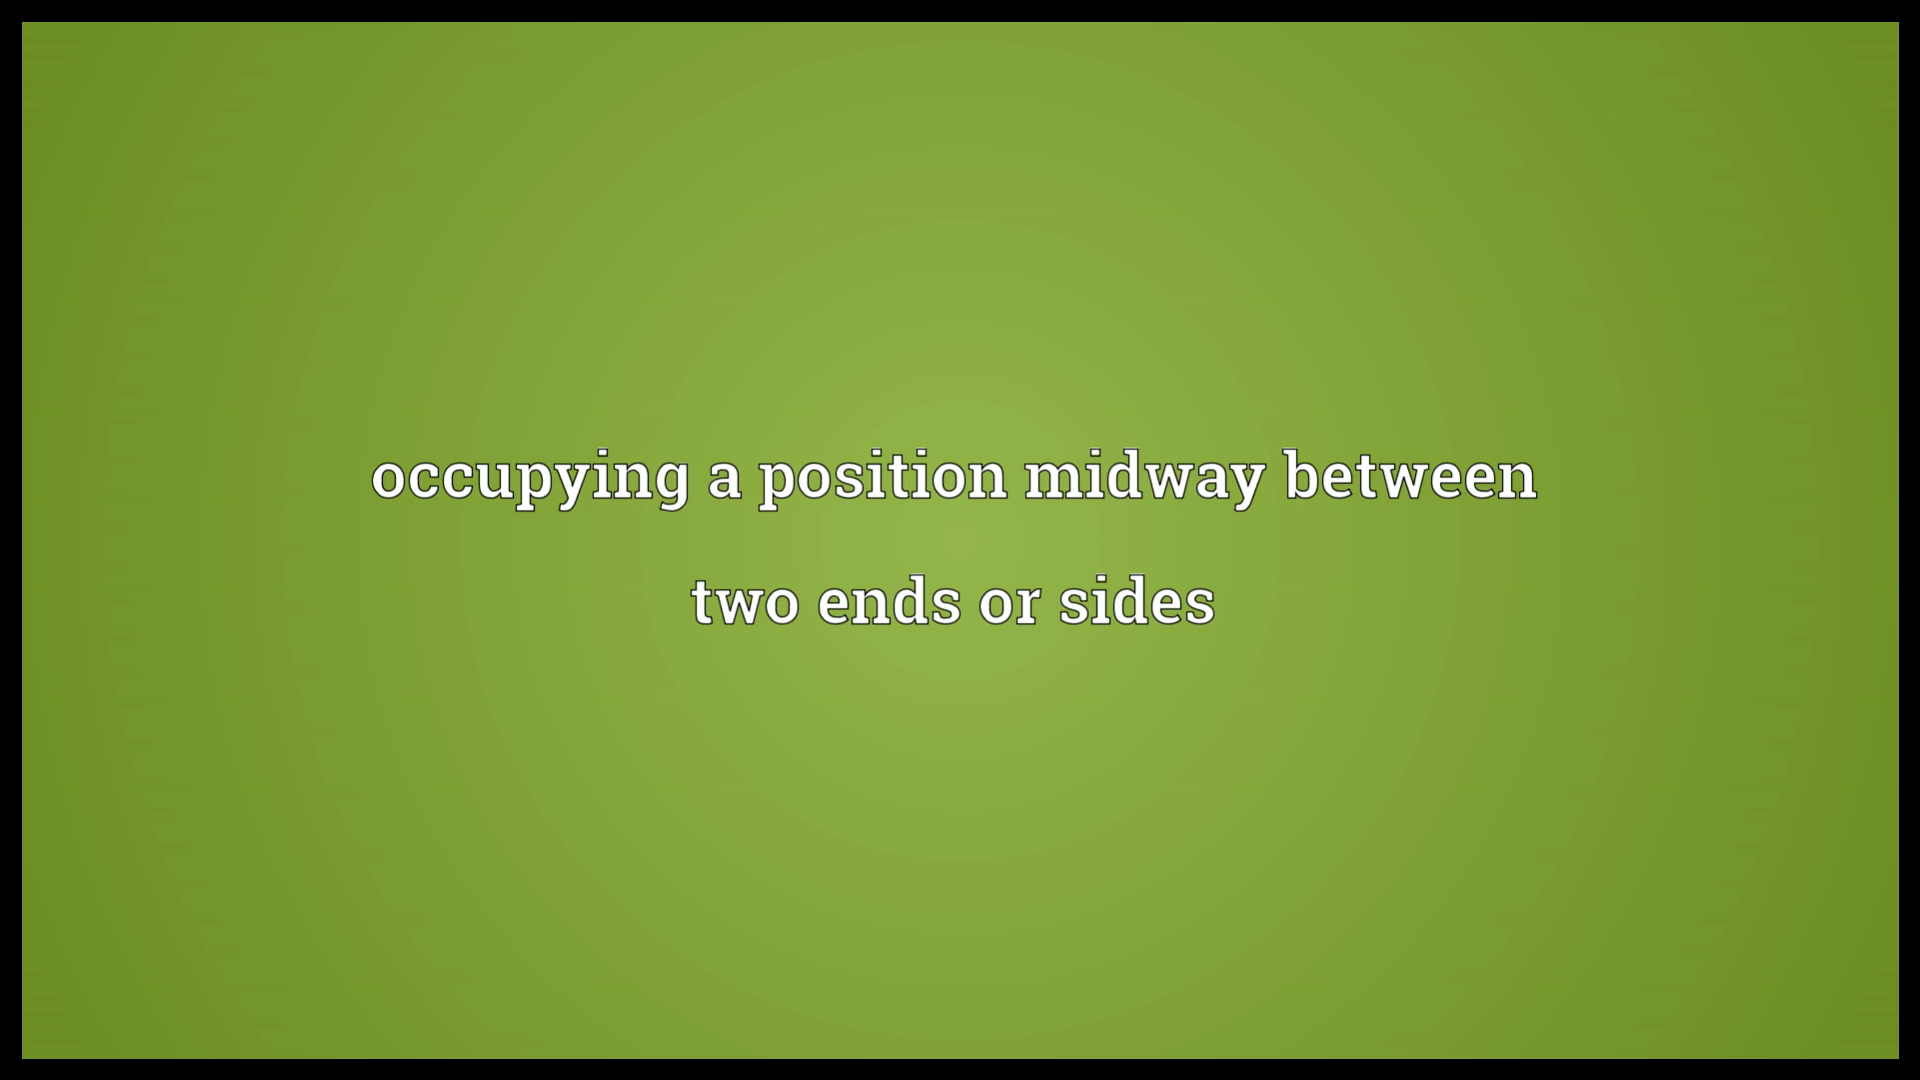 occupying a position midway between
two ends or sides